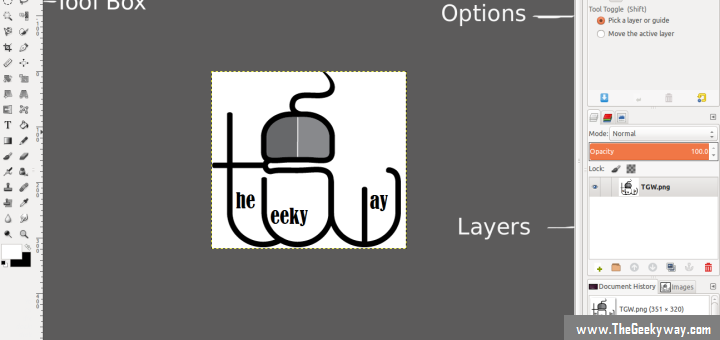 Tool Box
Options
Tool Toggle (Shift)
Pick a layer or guide
Move the active layer
Mode: Normal
Opacity 100.0
Lock:
TGW.png
he
eeky
ay
Layers
Document History
Images
TGW.png (351 × 320)
www.TheGeekyway.com